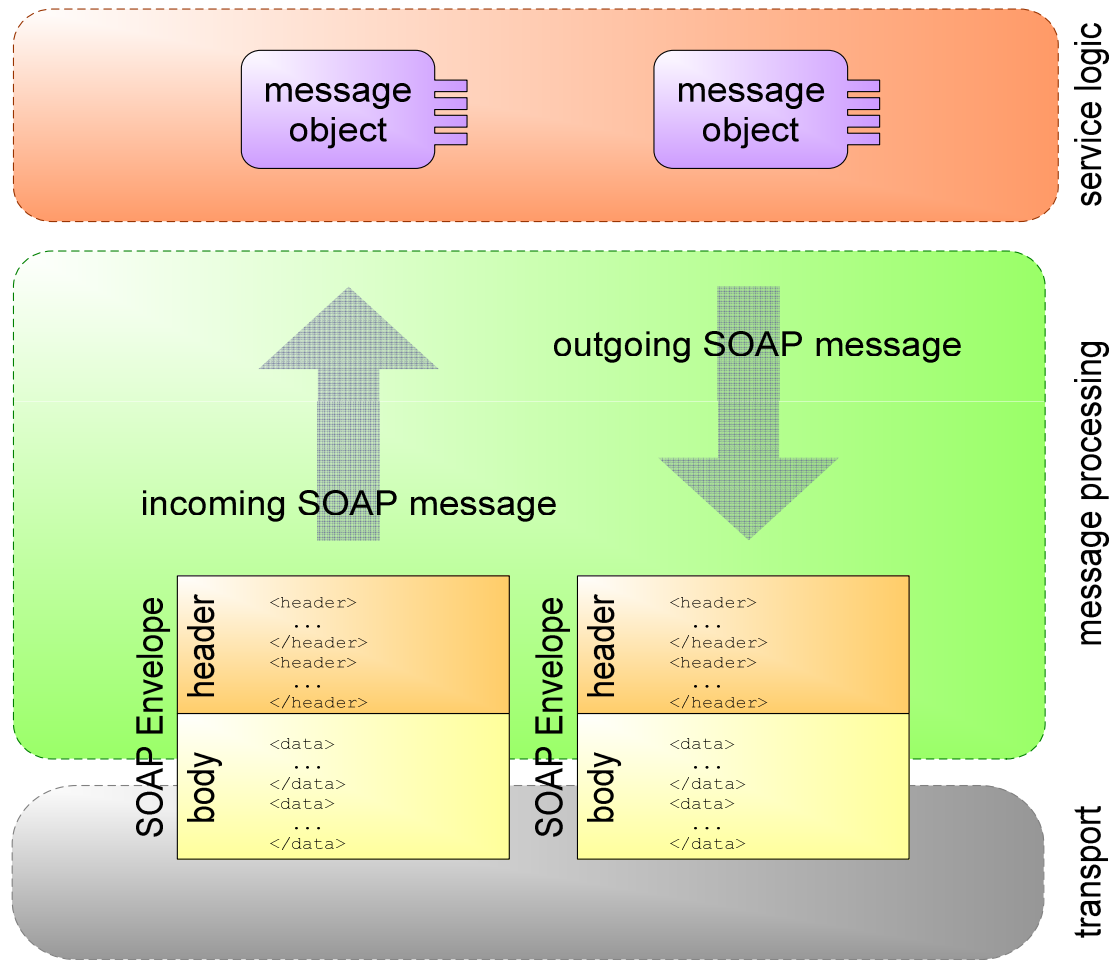 message
object
message
object
service logic
outgoing SOAP message
incoming SOAP message
message processing
SOAP Envelope
header
<header>
...
</header>
<header>
...
</header>
body
<data>
...
</data>
<data>
...
</data>
SOAP Envelope
header
<header>
...
</header>
<header>
...
</header>
body
<data>
...
</data>
<data>
...
</data>
transport